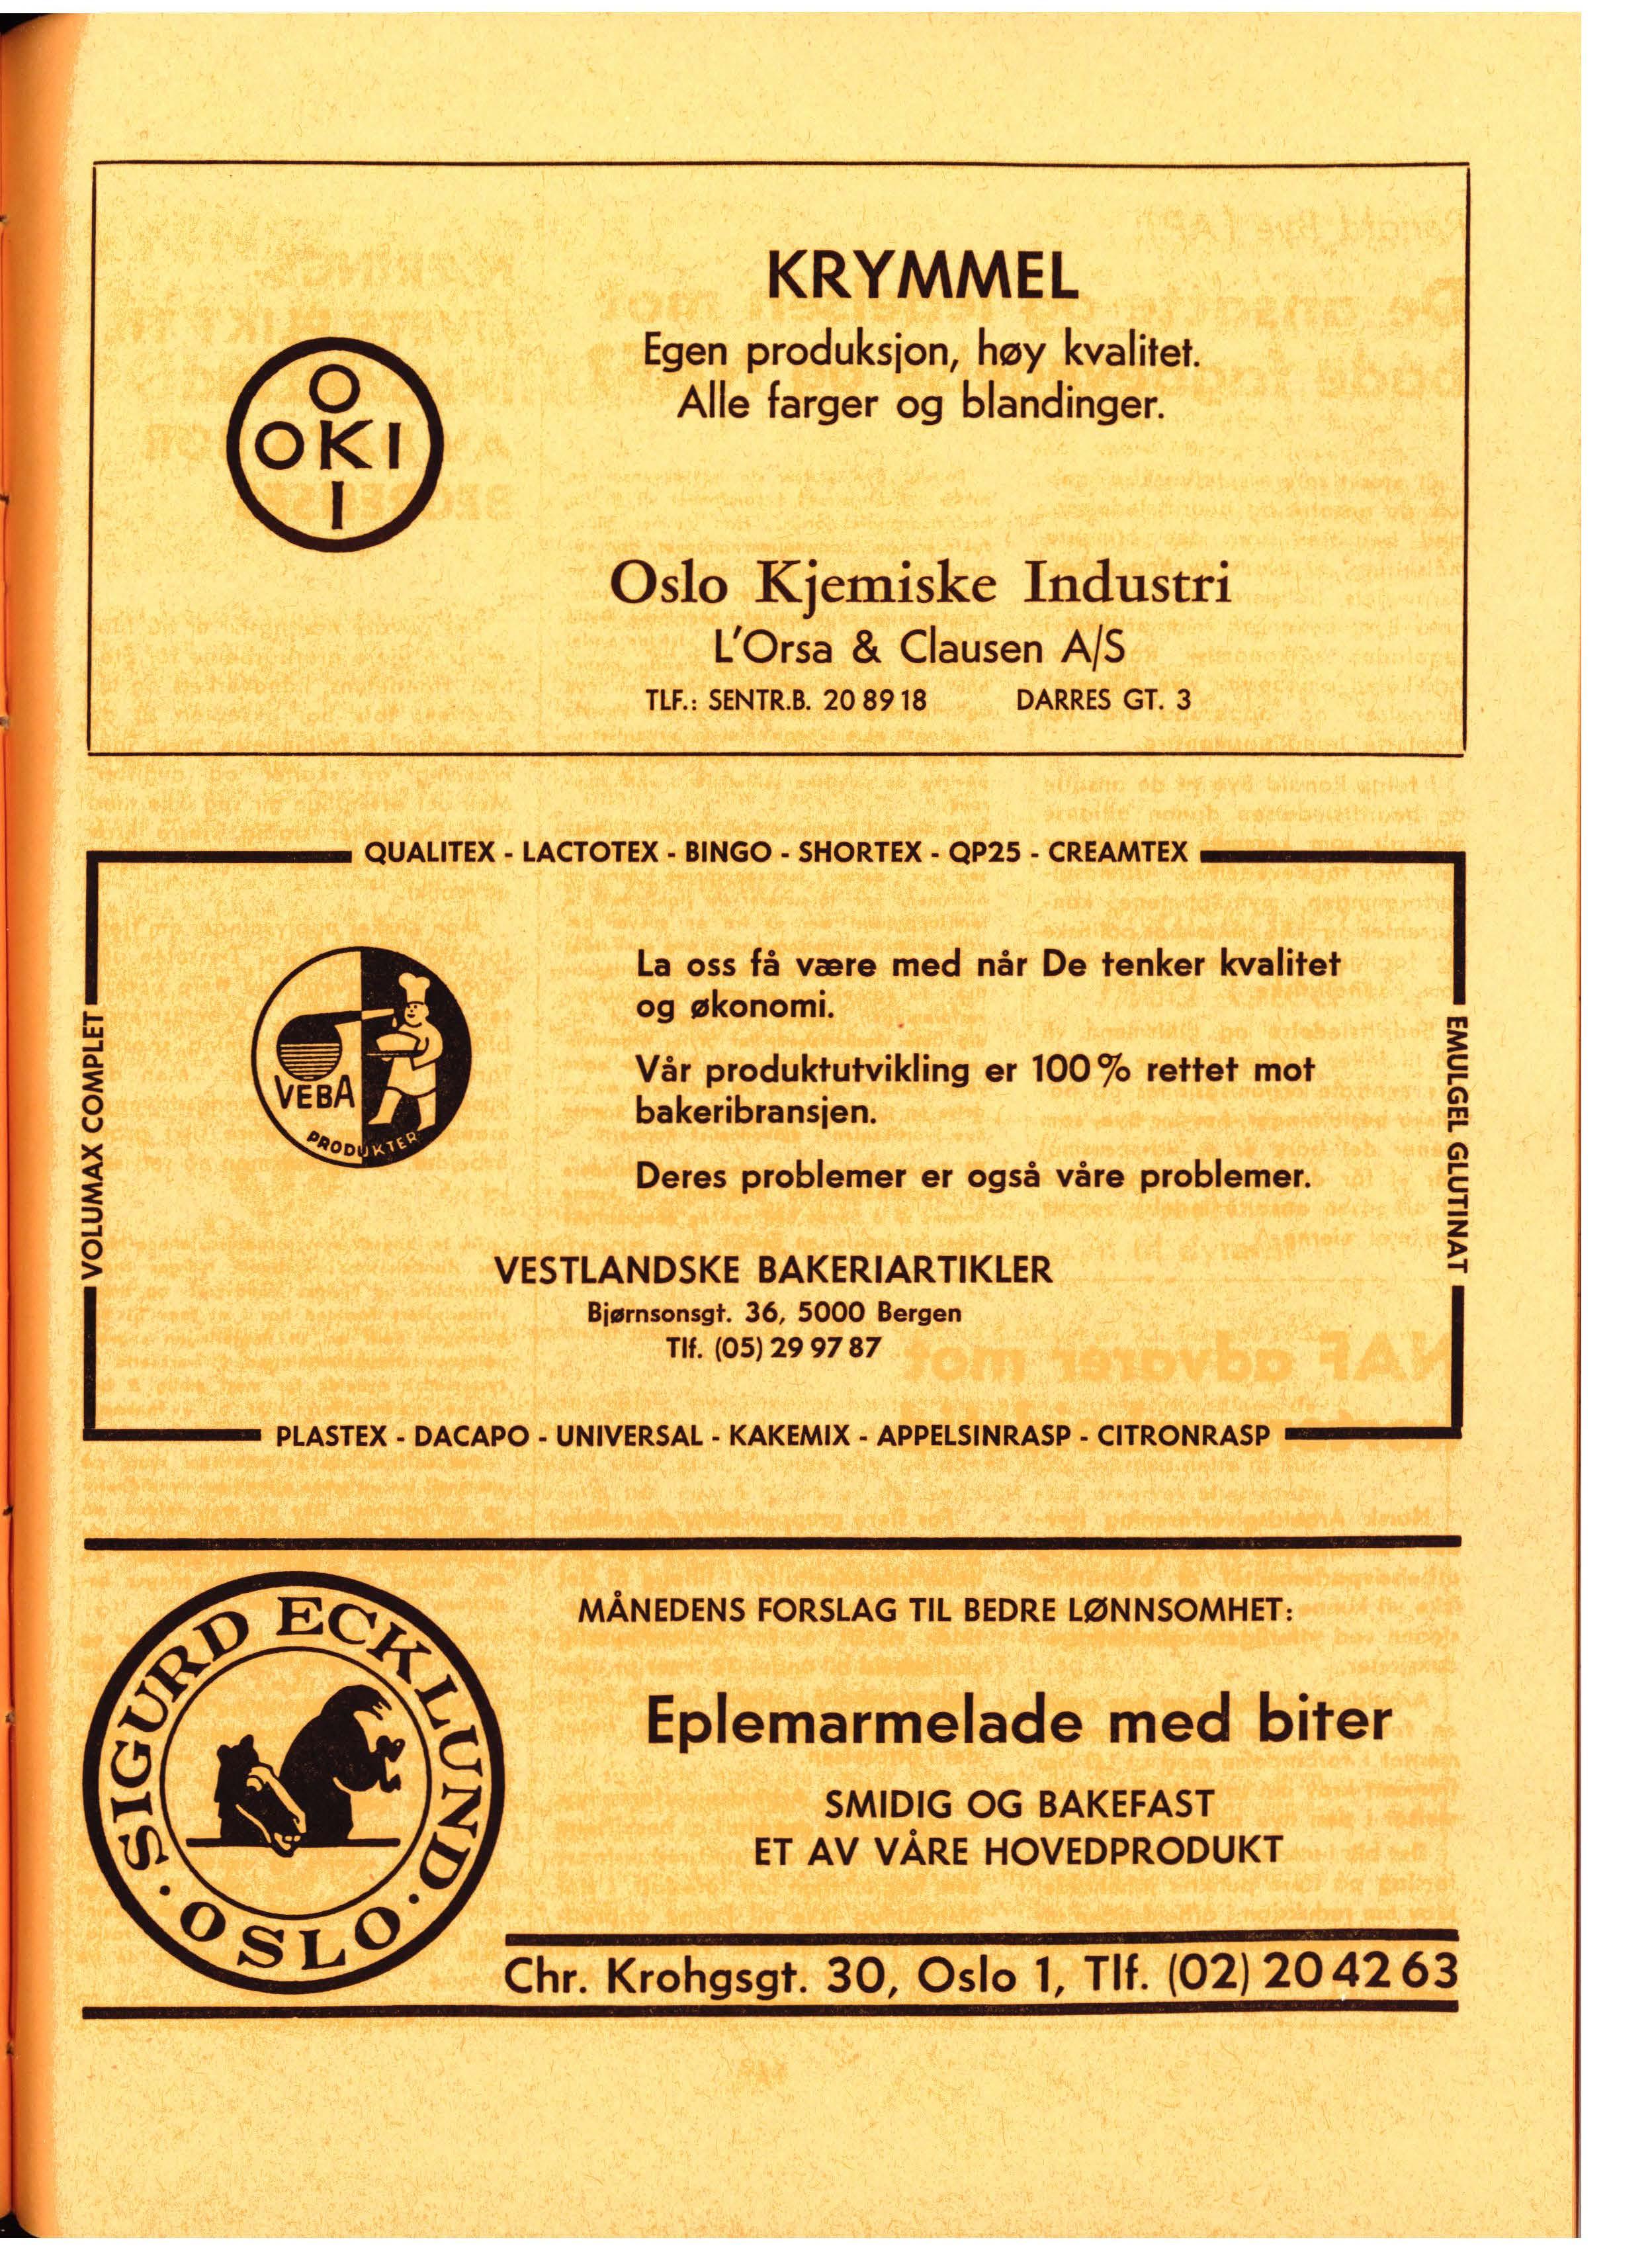 KRYMMEL
Egen produksjon, høy kvalitet.
Alle farger og blandinger.
O
OKI
I
Oslo Kjemiske Industri
L'Orsa & Clausen A/S
TLF.: SENTR.B. 20 89 18 DARRES GT. 3
QUALITEX - LACTOTEX - BINGO - SHORTEX - QP25 - CREAMTEX
VOLUMAX COMPLET
EMULGEL GLUTINAT
VEBA
PRODUKTER
La oss få være med når De tenker kvalitet
og økonomi.
Vår produktutvikling er 100% rettet mot
bakeribransjen.
Deres problemer er også våre problemer.
VESTLANDSKE BAKERIARTIKLER
Bjørnsonsgt. 36, 5000 Bergen
Tlf. (05) 29 97 87
PLASTEX - DACAPO - UNIVERSAL - KAKEMIX - APPELSINRASP - CITRONRASP
SIGURD ECKLUND · OSLO ·
MÅNEDENS FORSLAG TIL BEDRE LØNNSOMHET:
Eplemarmelade med biter
SMIDIG OG BAKEFAST
ET AV VÅRE HOVEDPRODUKT
Chr. Krohgsgt. 30, Oslo 1, Tlf. (02) 20 42 63